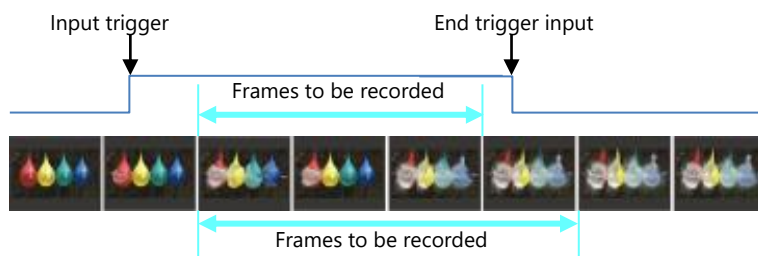 Input trigger
End trigger input
Frames to be recorded
Frames to be recorded